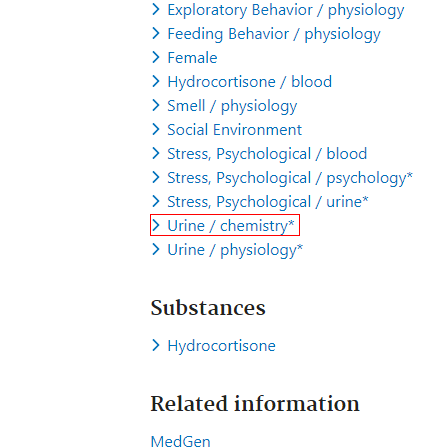 Exploratory Behavior / physiology
Feeding Behavior / physiology
Female
Hydrocortisone / blood
Smell / physiology
Social Environment
Stress, Psychological / blood
Stress, Psychological / psychology*
Stress, Psychological / urine*
Urine / chemistry*
Urine / physiology*
Substances
Hydrocortisone
Related information
MedGen